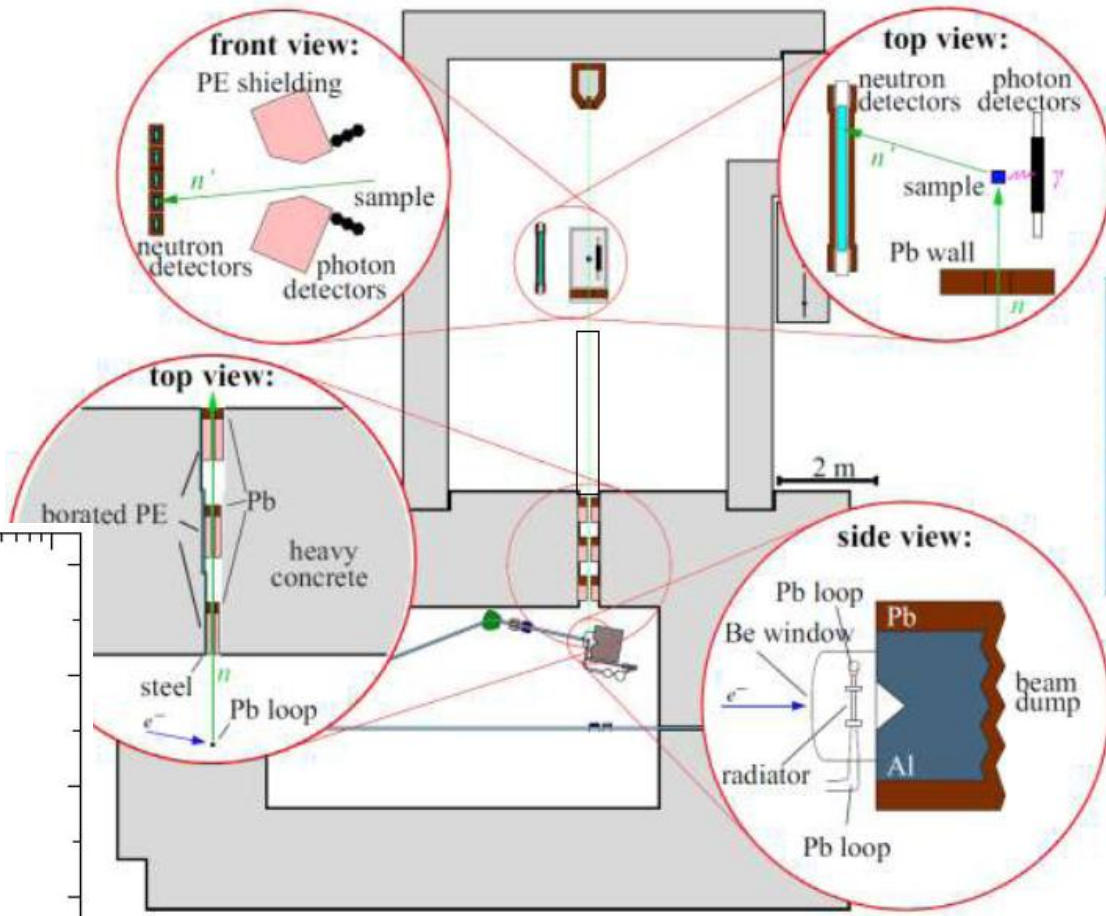 front view:
PE shielding
n'
sample
neutron
detectors
photon
detectors
top view:
neutron
detectors
photon
detectors
n'
sample
γ
Pb wall
n
top view:
Pb
borated PE
heavy
concrete
steel
n
e⁻
Pb loop
2 m
side view:
Pb loop
Be window
Pb
e⁻
beam
dump
radiator
Al
Pb loop